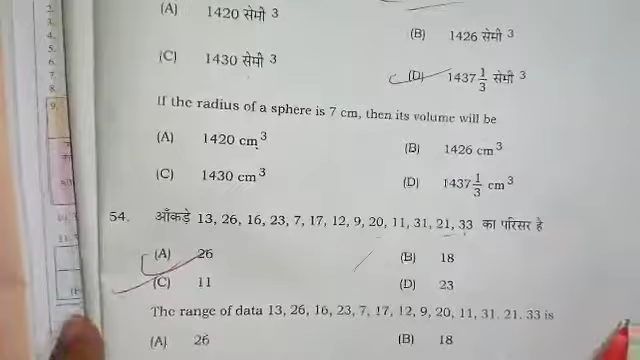 (A) 1420 सेमी 3
(B) 1426 सेमी 3
(C) 1430 सेमी 3
(D) 1437 1/3 सेमी 3
If the radius of a sphere is 7 cm, then its volume will be
(A) 1420 cm3
(B) 1426 cm3
(C) 1430 cm3
(D) 1437 1/3 cm3
54. आँकड़े 13, 26, 16, 23, 7, 17, 12, 9, 20, 11, 31, 21, 33 का परिसर है
(A) 26
(B) 18
(C) 11
(D) 23
The range of data 13, 26, 16, 23, 7, 17, 12, 9, 20, 11, 31. 21. 33 is
(A) 26
(B) 18